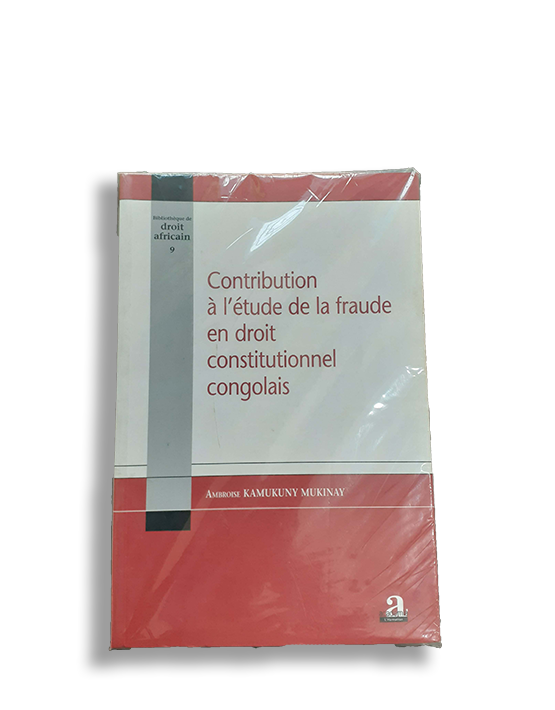 Bibliothèque de
droit
africain
9
Contribution
à l'étude de la fraude
en droit
constitutionnel
congolais
AMBROISE KAMUKUNY MUKINAY
a